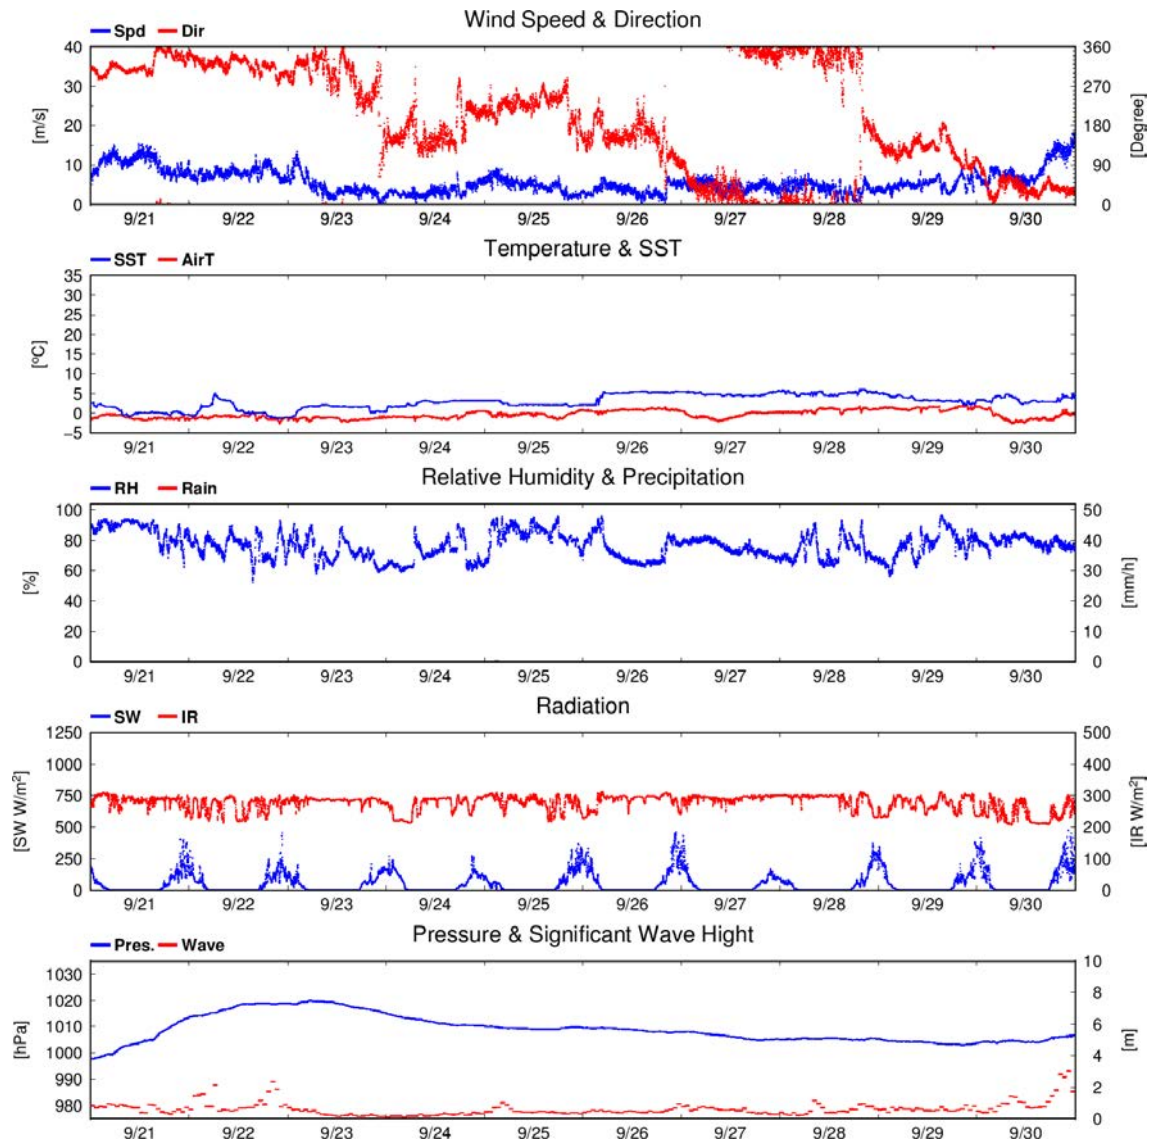 Wind Speed & Direction
Spd Dir
40 360
30 270
20 180
10 90
0 0
[m/s] [Degree]
9/21 9/22 9/23 9/24 9/25 9/26 9/27 9/28 9/29 9/30
Temperature & SST
SST AirT
35
30
25
20
15
10
5
0
−5
[°C]
9/21 9/22 9/23 9/24 9/25 9/26 9/27 9/28 9/29 9/30
Relative Humidity & Precipitation
RH Rain
100 50
80 40
60 30
40 20
20 10
0 0
[%] [mm/h]
9/21 9/22 9/23 9/24 9/25 9/26 9/27 9/28 9/29 9/30
Radiation
SW IR
1250 500
1000 400
750 300
500 200
250 100
0 0
[SW W/m²] [IR W/m²]
9/21 9/22 9/23 9/24 9/25 9/26 9/27 9/28 9/29 9/30
Pressure & Significant Wave Hight
Pres. Wave
1030 10
1020 8
1010 6
1000 4
990 2
980 0
[hPa] [m]
9/21 9/22 9/23 9/24 9/25 9/26 9/27 9/28 9/29 9/30